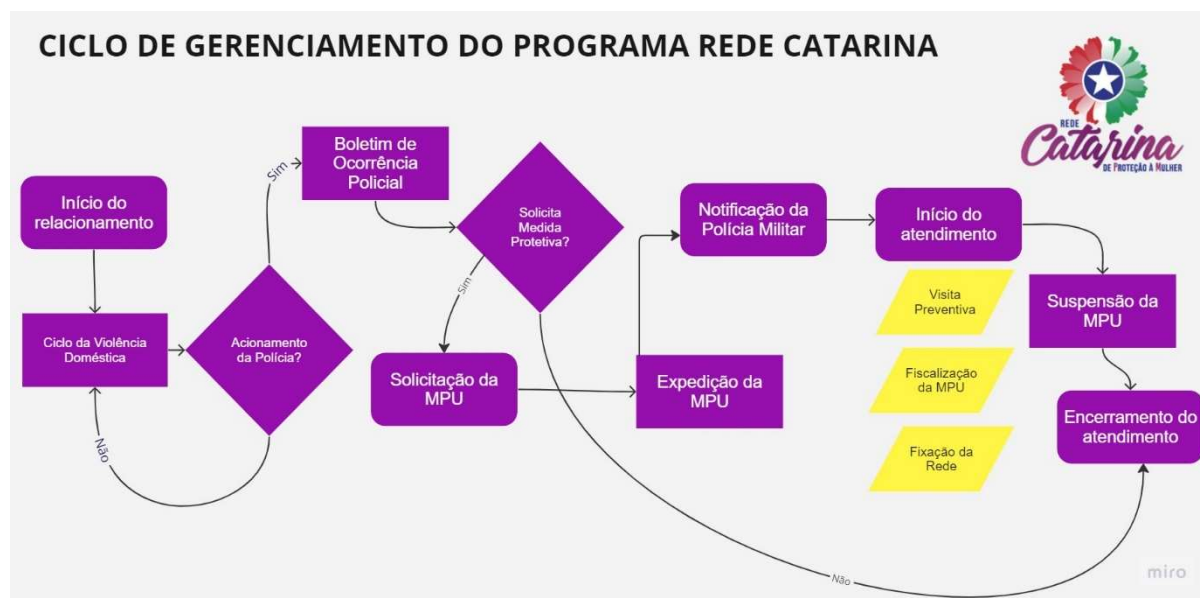 CICLO DE GERENCIAMENTO DO PROGRAMA REDE CATARINA
REDE
Catarina
DE PROTEÇÃO À MULHER
Início do
relacionamento
Ciclo da Violência
Doméstica
Acionamento
da Polícia?
Sim
Não
Boletim de
Ocorrência
Policial
Solicita
Medida
Protetiva?
Sim
Não
Solicitação da
MPU
Expedição da
MPU
Notificação da
Polícia Militar
Início do
atendimento
Visita
Preventiva
Fiscalização
da MPU
Fixação da
Rede
Suspensão da
MPU
Encerramento do
atendimento
miro